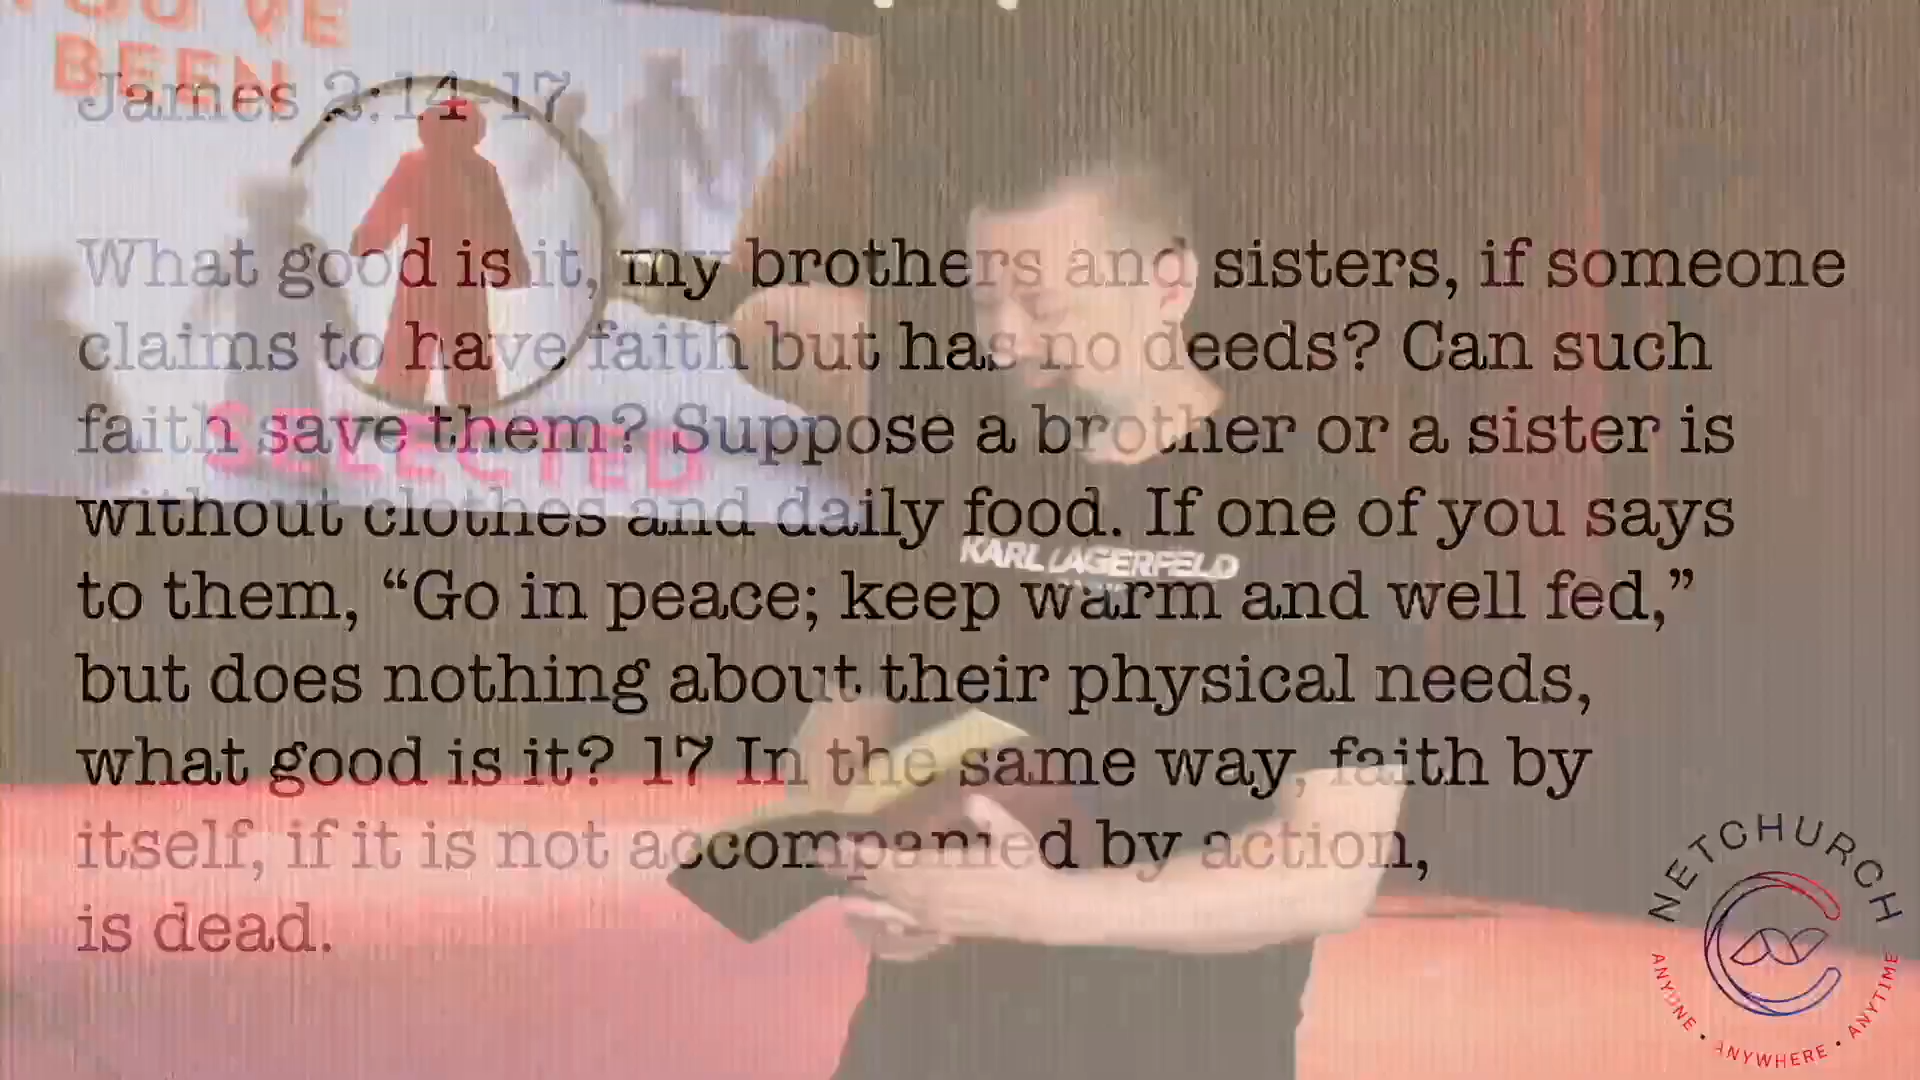 YOU'VE
BEEN
SELECTED
James 2:14-17
What good is it, my brothers and sisters, if someone
claims to have faith but has no deeds? Can such
faith save them? Suppose a brother or a sister is
without clothes and daily food. If one of you says
to them, “Go in peace; keep warm and well fed,”
but does nothing about their physical needs,
what good is it? 17 In the same way, faith by
itself, if it is not accompanied by action,
is dead.
KARL LAGERFELD
NETCHURCH
ANYONE • ANYWHERE • ANYTIME